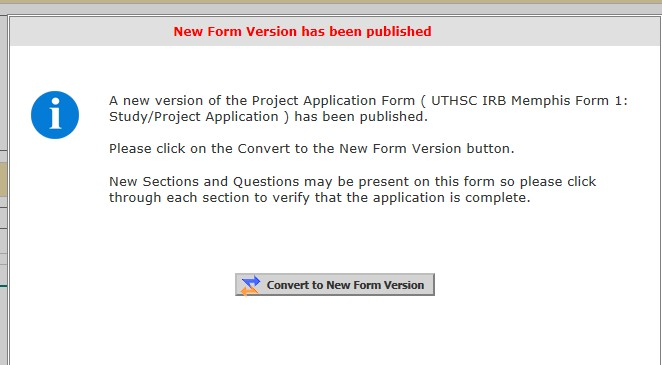 New Form Version has been published
A new version of the Project Application Form ( UTHSC IRB Memphis Form 1:
Study/Project Application ) has been published.
Please click on the Convert to the New Form Version button.
New Sections and Questions may be present on this form so please click
through each section to verify that the application is complete.
Convert to New Form Version